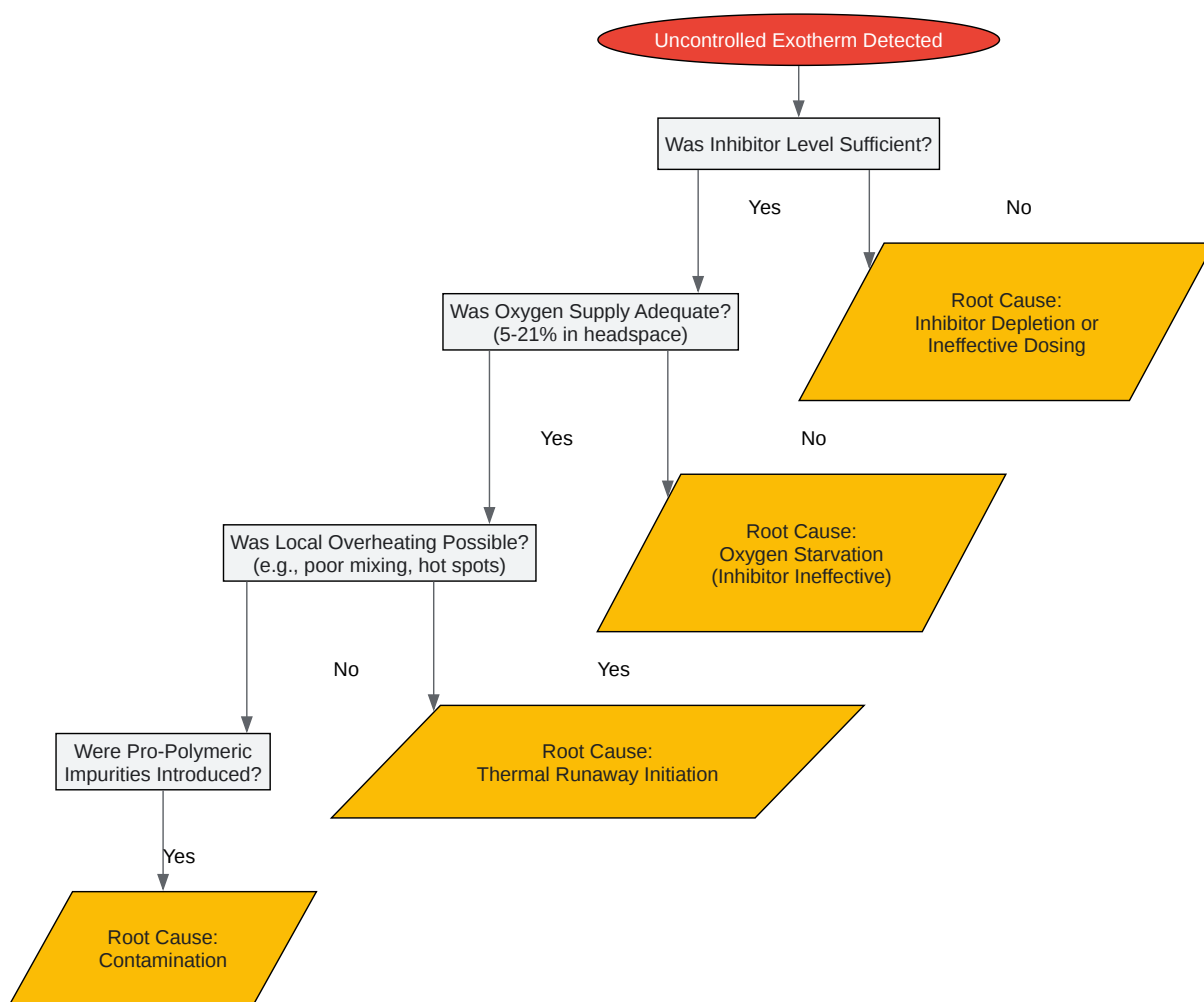 Uncontrolled Exotherm Detected
Was Inhibitor Level Sufficient?
Yes
No
Root Cause:
Inhibitor Depletion or
Ineffective Dosing
Was Oxygen Supply Adequate?
(5-21% in headspace)
Yes
No
Root Cause:
Oxygen Starvation
(Inhibitor Ineffective)
Was Local Overheating Possible?
(e.g., poor mixing, hot spots)
No
Yes
Root Cause:
Thermal Runaway Initiation
Were Pro-Polymeric
Impurities Introduced?
Yes
Root Cause:
Contamination